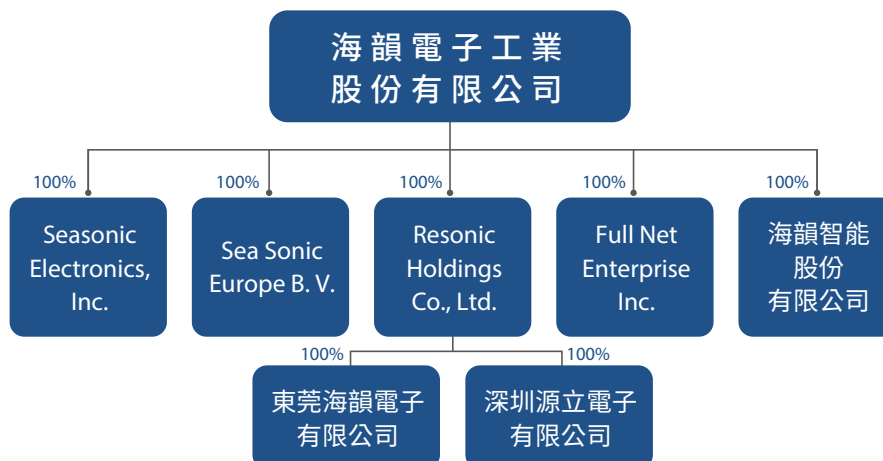 海韻電子工業
股份有限公司
100%
100%
100%
100%
100%
Seasonic
Electronics,
Inc.
Sea Sonic
Europe B. V.
Resonic
Holdings
Co., Ltd.
Full Net
Enterprise
Inc.
海韻智能
股份
有限公司
100%
100%
東莞海韻電子
有限公司
深圳源立電子
有限公司